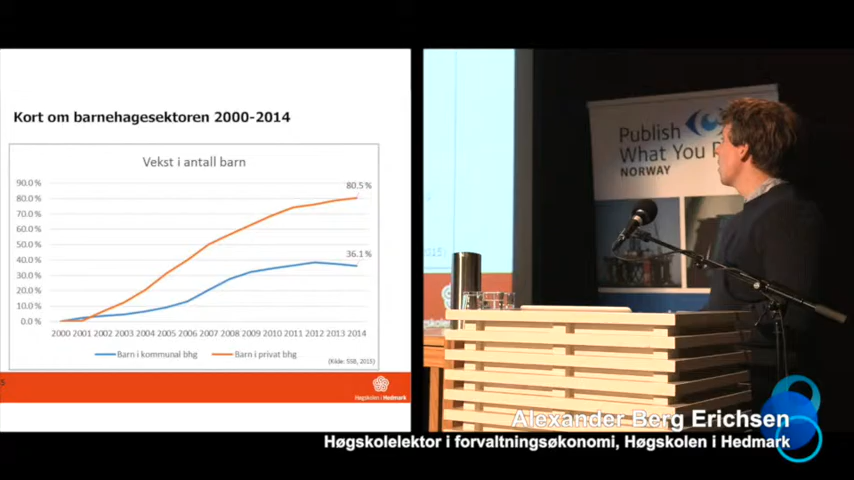 Kort om barnehagesektoren 2000-2014
Vekst i antall barn
90.0 %
80.0 %
70.0 %
60.0 %
50.0 %
40.0 %
30.0 %
20.0 %
10.0 %
0.0 %
80.5 %
36.1 %
2000 2001 2002 2003 2004 2005 2006 2007 2008 2009 2010 2011 2012 2013 2014
Barn i kommunal bhg
Barn i privat bhg
(Kilde: SSB, 2015)
5
Høgskolen i Hedmark
2015)
Publish
What You P
NORWAY
Alexander Berg Erichsen
Høgskolelektor i forvaltningsøkonomi, Høgskolen i Hedmark